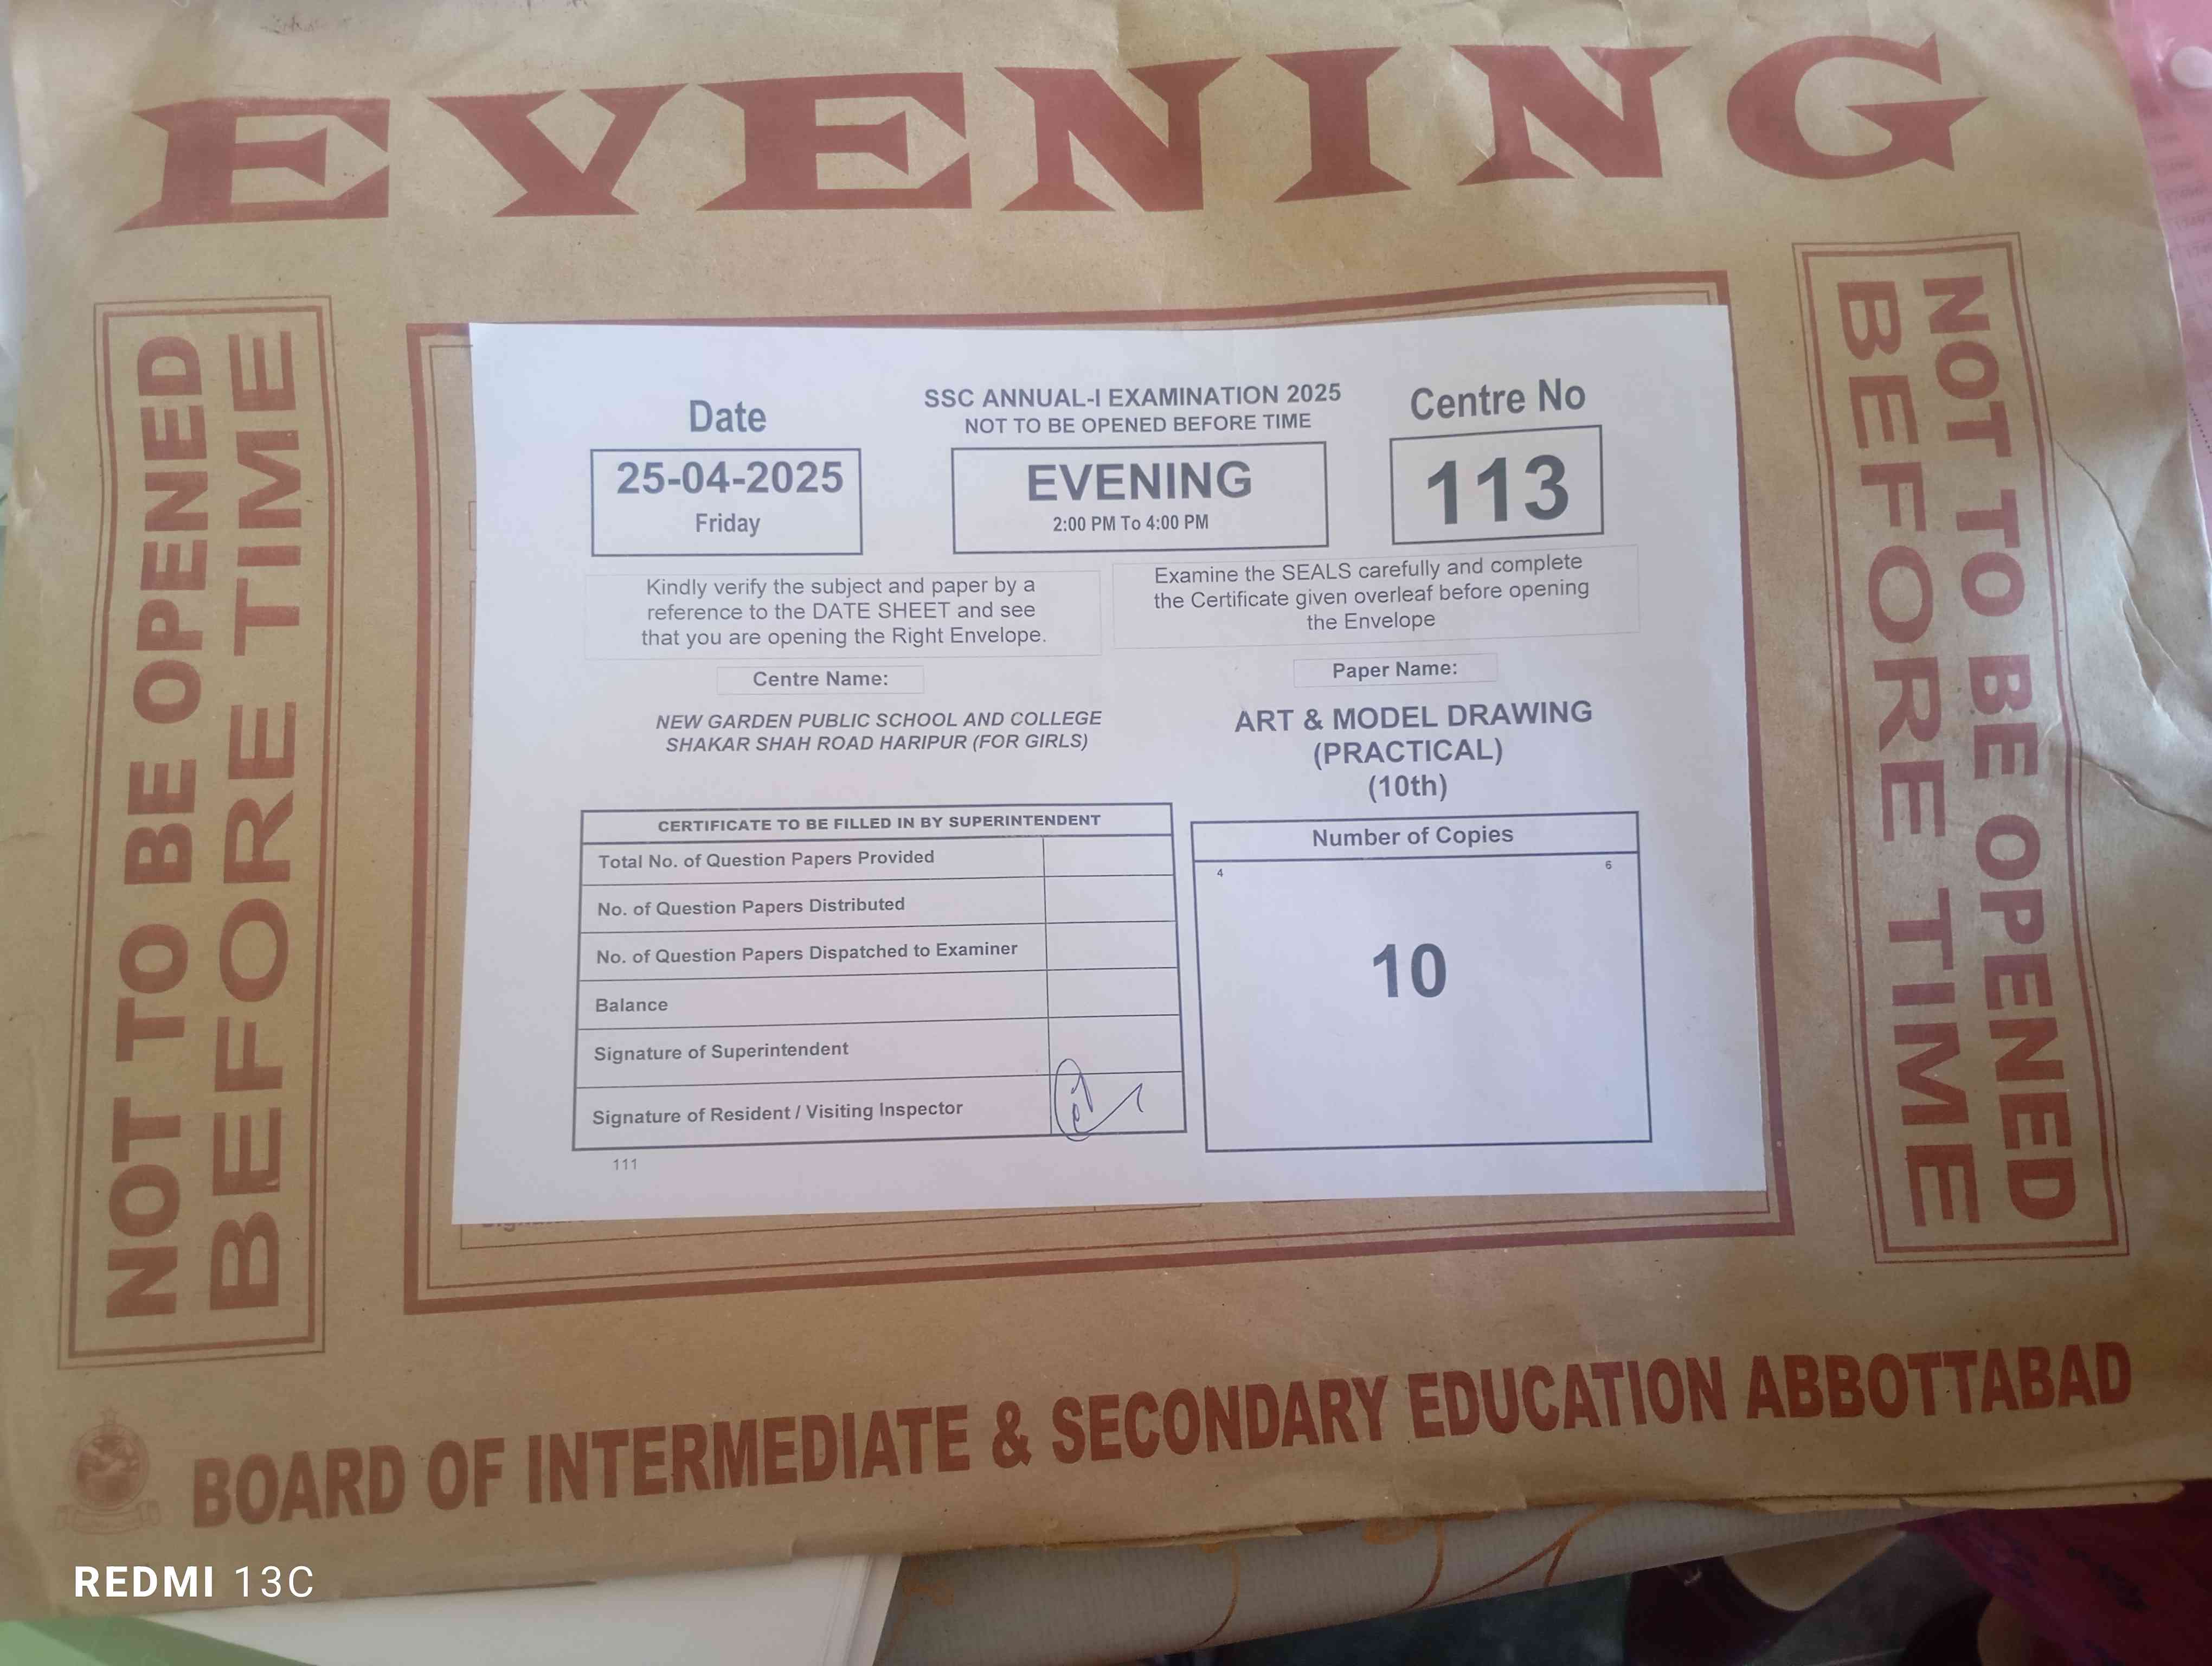 EVENING
NOT TO BE OPENED
BEFORE TIME
NOT TO BE OPENED
BEFORE TIME
Date
25-04-2025
Friday
SSC ANNUAL-I EXAMINATION 2025
NOT TO BE OPENED BEFORE TIME
EVENING
2:00 PM To 4:00 PM
Centre No
113
Kindly verify the subject and paper by a
reference to the DATE SHEET and see
that you are opening the Right Envelope.
Examine the SEALS carefully and complete
the Certificate given overleaf before opening
the Envelope
Centre Name:
NEW GARDEN PUBLIC SCHOOL AND COLLEGE
SHAKAR SHAH ROAD HARIPUR (FOR GIRLS)
Paper Name:
ART & MODEL DRAWING
(PRACTICAL)
(10th)
CERTIFICATE TO BE FILLED IN BY SUPERINTENDENT
Total No. of Question Papers Provided
No. of Question Papers Distributed
No. of Question Papers Dispatched to Examiner
Balance
Signature of Superintendent
Signature of Resident / Visiting Inspector
111
Number of Copies
4 6
10
BOARD OF INTERMEDIATE & SECONDARY EDUCATION ABBOTTABAD
REDMI 13C